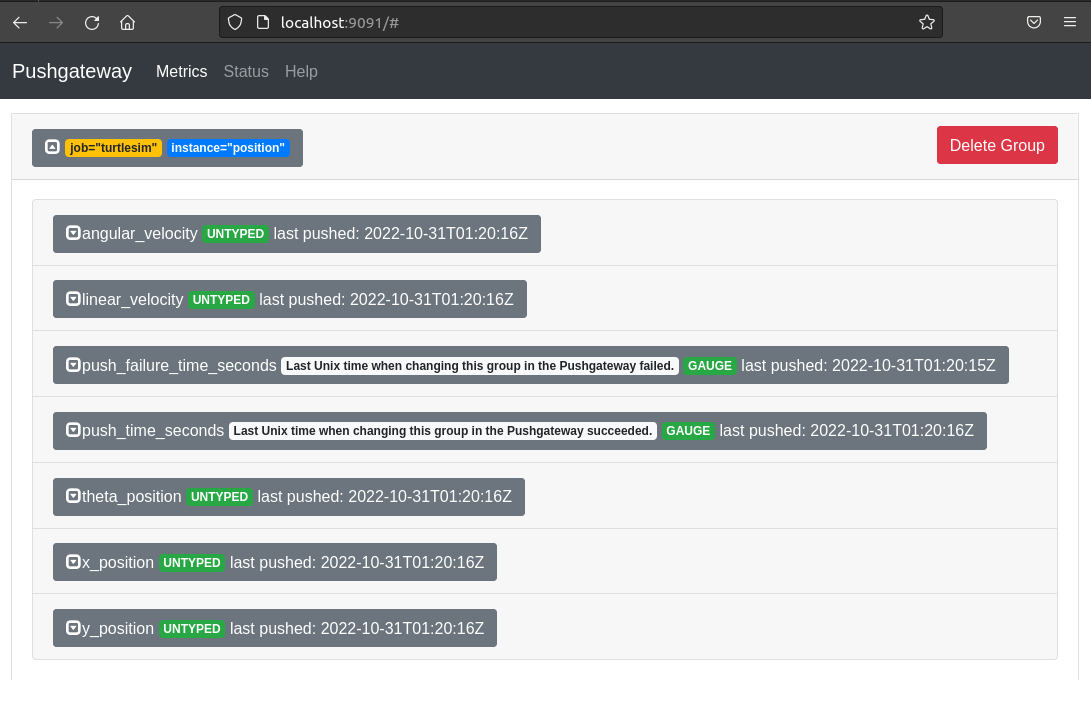 localhost:9091/#
Pushgateway Metrics Status Help
job="turtlesim" instance="position" Delete Group
angular_velocity UNTYPED last pushed: 2022-10-31T01:20:16Z
linear_velocity UNTYPED last pushed: 2022-10-31T01:20:16Z
push_failure_time_seconds Last Unix time when changing this group in the Pushgateway failed. GAUGE last pushed: 2022-10-31T01:20:15Z
push_time_seconds Last Unix time when changing this group in the Pushgateway succeeded. GAUGE last pushed: 2022-10-31T01:20:16Z
theta_position UNTYPED last pushed: 2022-10-31T01:20:16Z
x_position UNTYPED last pushed: 2022-10-31T01:20:16Z
y_position UNTYPED last pushed: 2022-10-31T01:20:16Z